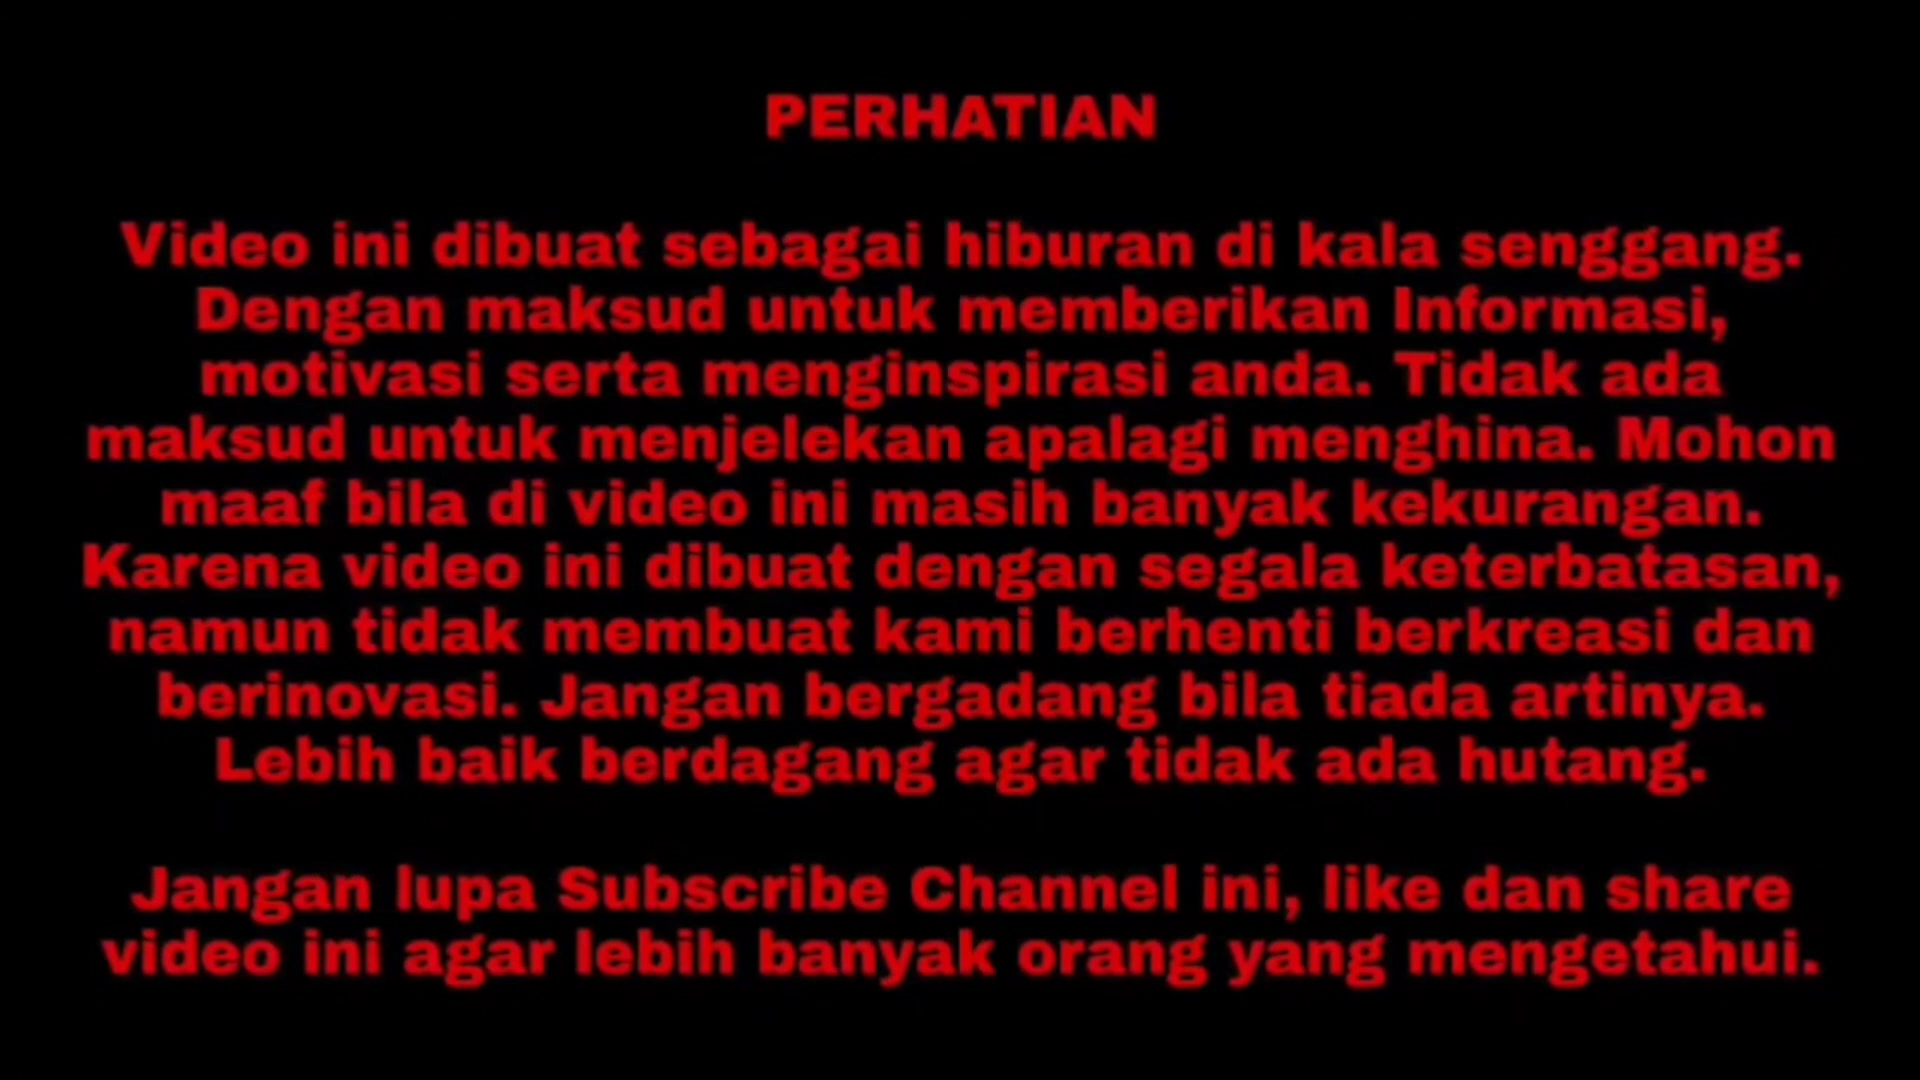 PERHATIAN
Video ini dibuat sebagai hiburan di kala senggang.
Dengan maksud untuk memberikan Informasi,
motivasi serta menginspirasi anda. Tidak ada
maksud untuk menjelekan apalagi menghina. Mohon
maaf bila di video ini masih banyak kekurangan.
Karena video ini dibuat dengan segala keterbatasan,
namun tidak membuat kami berhenti berkreasi dan
berinovasi. Jangan bergadang bila tiada artinya.
Lebih baik berdagang agar tidak ada hutang.
Jangan lupa Subscribe Channel ini, like dan share
video ini agar lebih banyak orang yang mengetahui.